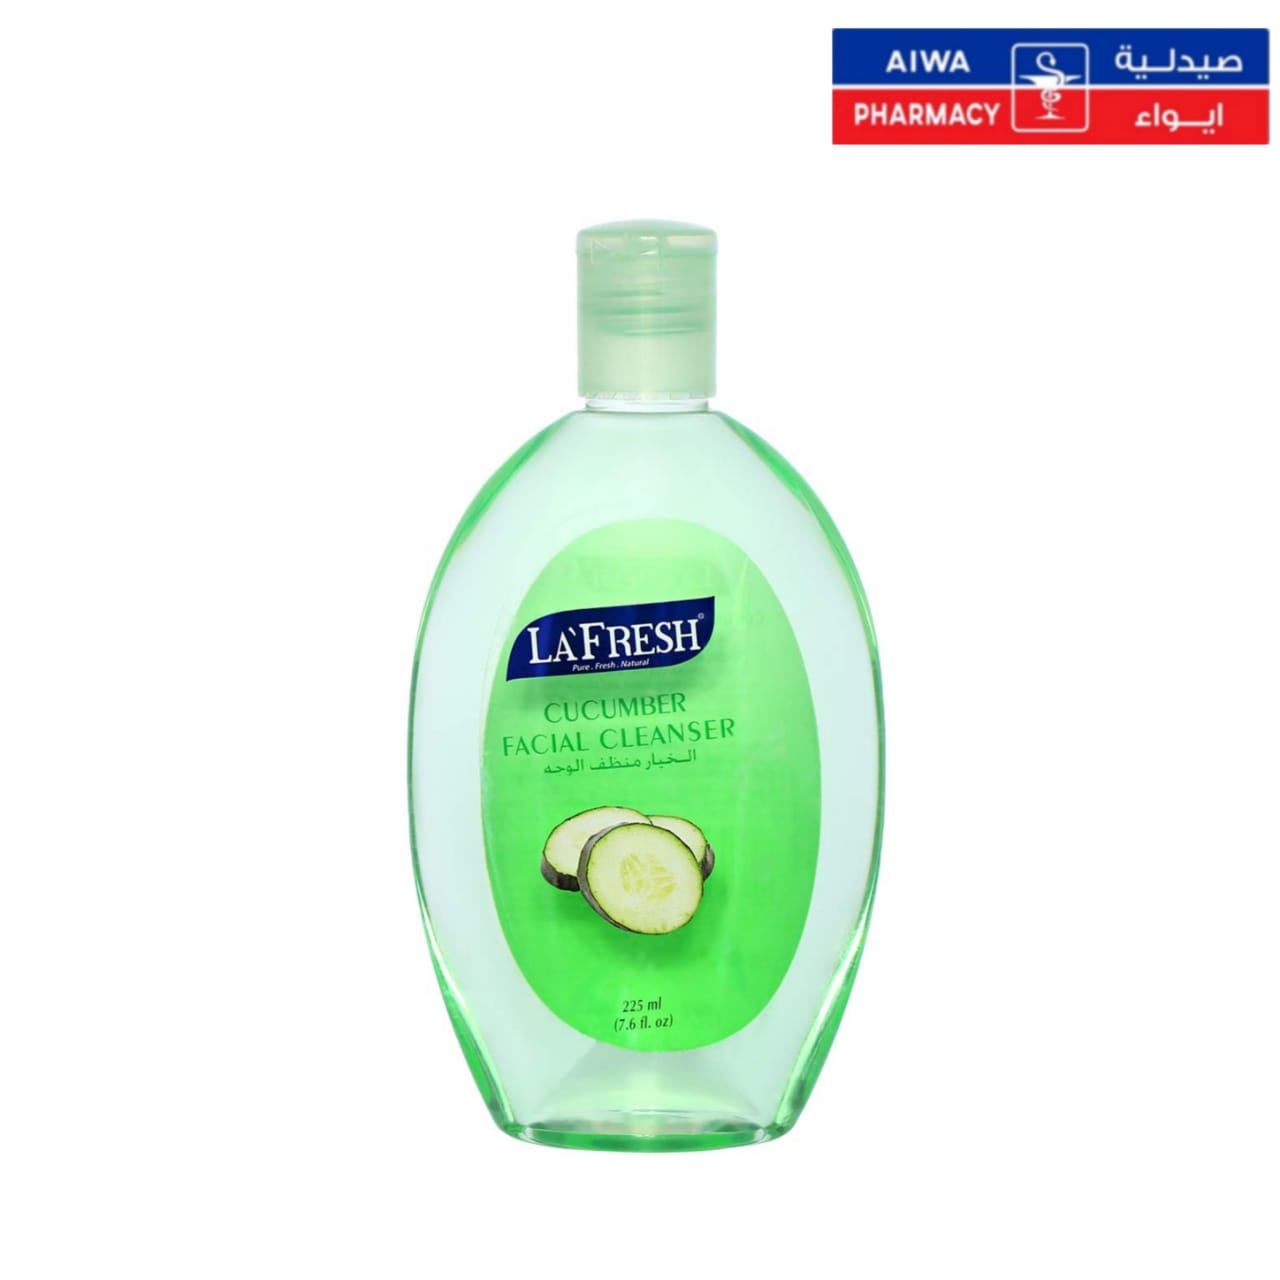 AIWA صيدلية
PHARMACY ايواء
LA'FRESH®
Pure . Fresh . Natural
CUCUMBER
FACIAL CLEANSER
الخيار منظف الوجه
225 ml
(7.6 fl. oz)